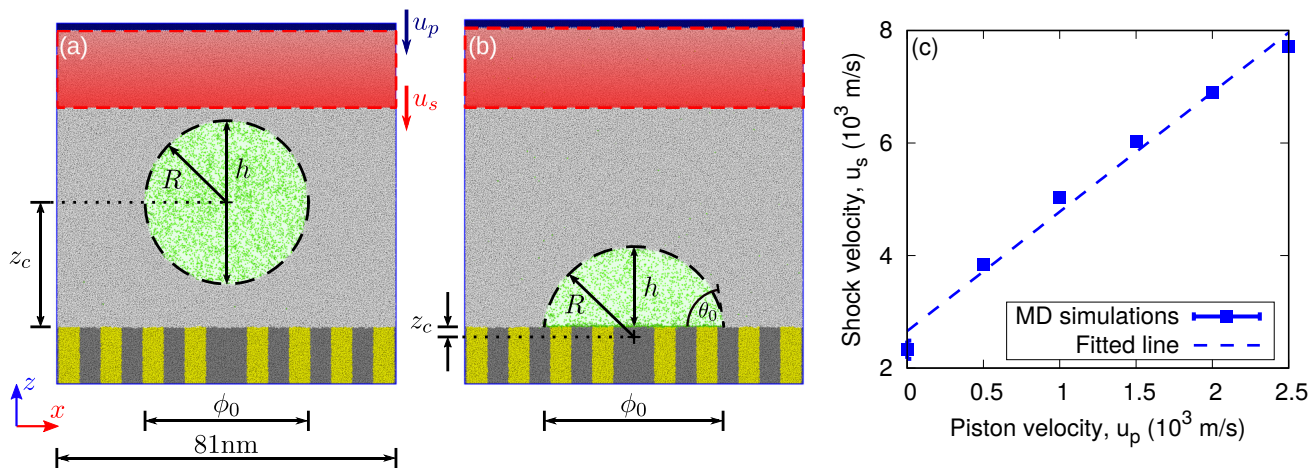 (a)
u_p
u_s
R
h
z_c
z
x
ϕ_0
81nm
(b)
R
h
θ_0
z_c
ϕ_0
(c)
Shock velocity, u_s (10^3 m/s)
8
6
4
2
MD simulations
Fitted line
0 0.5 1 1.5 2 2.5
Piston velocity, u_p (10^3 m/s)